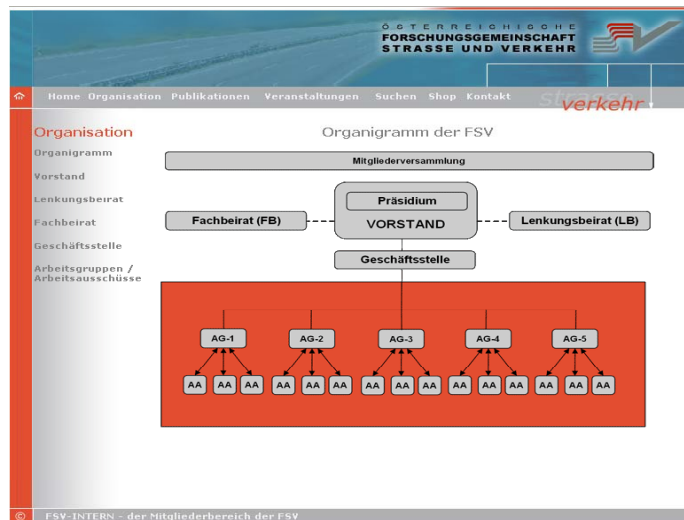 ÖSTERREICHISCHE
FORSCHUNGSGEMEINSCHAFT
STRASSE UND VERKEHR
Home Organisation Publikationen Veranstaltungen Suchen Shop Kontakt
strasse
verkehr
Organisation
Organigramm
Vorstand
Lenkungsbeirat
Fachbeirat
Geschäftsstelle
Arbeitsgruppen /
Arbeitsausschüsse
Organigramm der FSV
Mitgliederversammlung
Präsidium
Fachbeirat (FB) VORSTAND Lenkungsbeirat (LB)
Geschäftsstelle
AG-1 AG-2 AG-3 AG-4 AG-5
AA AA AA AA AA AA AA AA AA AA AA AA AA AA AA
© FSV-INTERN - der Mitgliederbereich der FSV